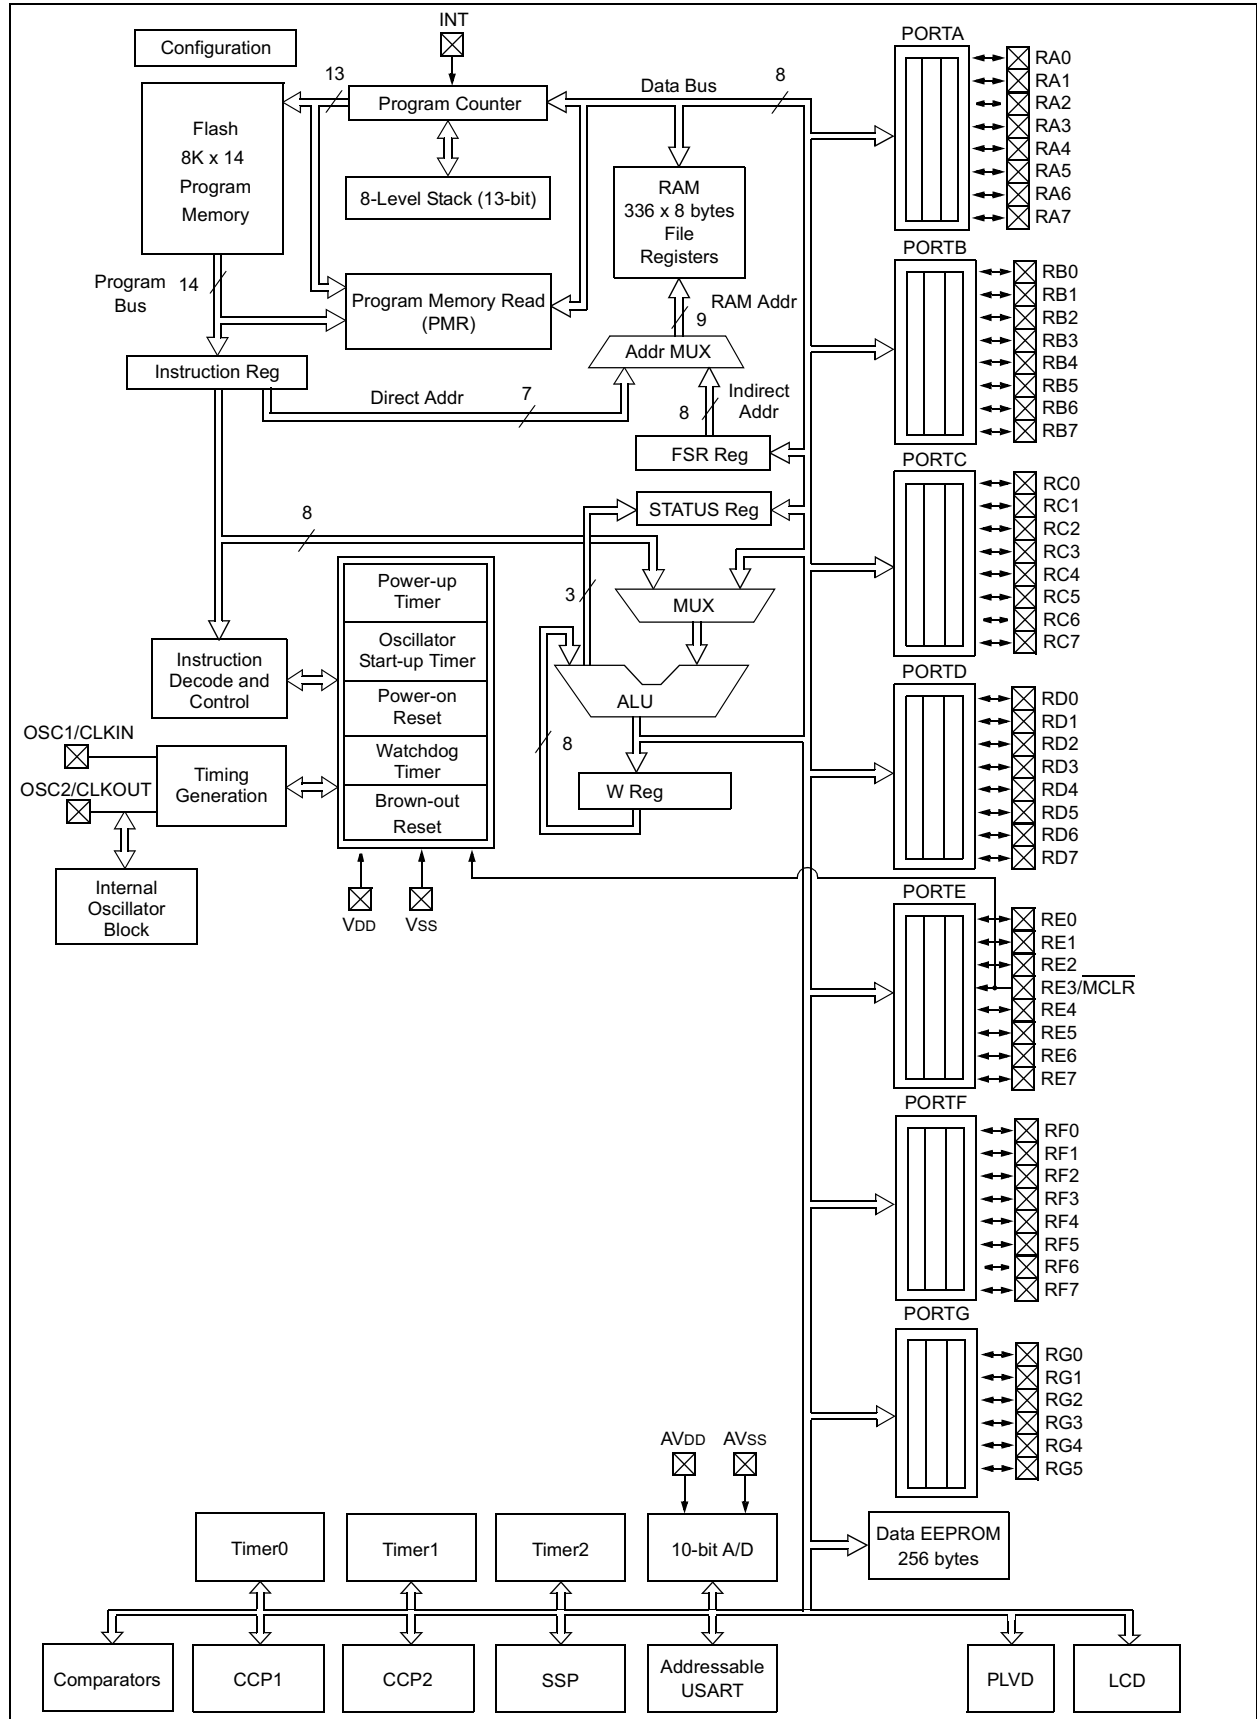 INT
Configuration
13
Program Counter
Data Bus
8
Flash
8K x 14
Program
Memory
8-Level Stack (13-bit)
RAM
336 x 8 bytes
File
Registers
Program
Bus
14
Program Memory Read
(PMR)
RAM Addr
9
Addr MUX
Instruction Reg
Direct Addr
7
Indirect
Addr
8
FSR Reg
STATUS Reg
8
3
MUX
Power-up
Timer
Oscillator
Start-up Timer
Power-on
Reset
Watchdog
Timer
Brown-out
Reset
Instruction
Decode and
Control
ALU
8
W Reg
OSC1/CLKIN
OSC2/CLKOUT
Timing
Generation
Internal
Oscillator
Block
VDD
VSS
PORTA
RA0
RA1
RA2
RA3
RA4
RA5
RA6
RA7
PORTB
RB0
RB1
RB2
RB3
RB4
RB5
RB6
RB7
PORTC
RC0
RC1
RC2
RC3
RC4
RC5
RC6
RC7
PORTD
RD0
RD1
RD2
RD3
RD4
RD5
RD6
RD7
PORTE
RE0
RE1
RE2
RE3/MCLR
RE4
RE5
RE6
RE7
PORTF
RF0
RF1
RF2
RF3
RF4
RF5
RF6
RF7
PORTG
RG0
RG1
RG2
RG3
RG4
RG5
AVDD
AVSS
Timer0
Timer1
Timer2
10-bit A/D
Data EEPROM
256 bytes
Comparators
CCP1
CCP2
SSP
Addressable
USART
PLVD
LCD